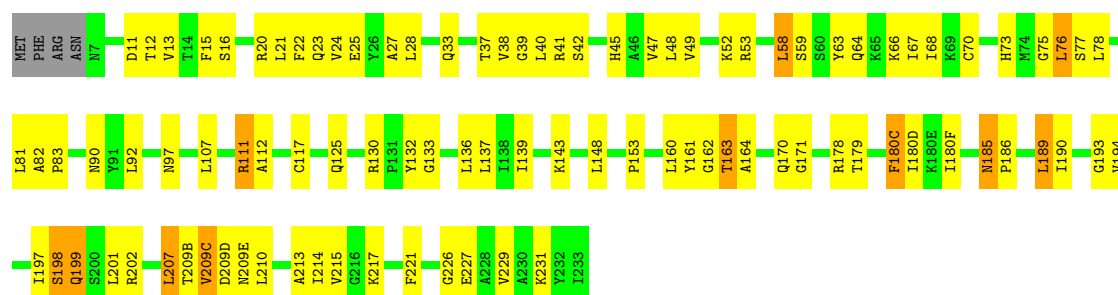 MET PHE ARG ASN N7 D11 T12 V13 T14 F15 S16 R20 L21 F22 Q23 V24 E25 Y26 A27 L28 Q33 T37 V38 G39 L40 R41 S42 H45 A46 V47 L48 V49 K52 R53 L58 S59 S60 Y63 Q64 K65 K66 I67 I68 K69 C70 H73 M74 G75 L76 S77 L78
L81 A82 P83 N90 Y91 L92 N97 L107 R111 A112 C117 Q125 R130 P131 Y132 G133 L136 L137 I138 I139 K143 L148 P153 L160 Y161 G162 T163 A164 Q170 G171 R178 T179 F180C I180D K180E I180F N185 P186 L189 I190 G193 V194
I197 S198 Q199 S200 L201 R202 L207 T209B V209C D209D N209E L210 A213 I214 V215 G216 K217 F221 G226 E227 A228 V229 A230 K231 Y232 I233